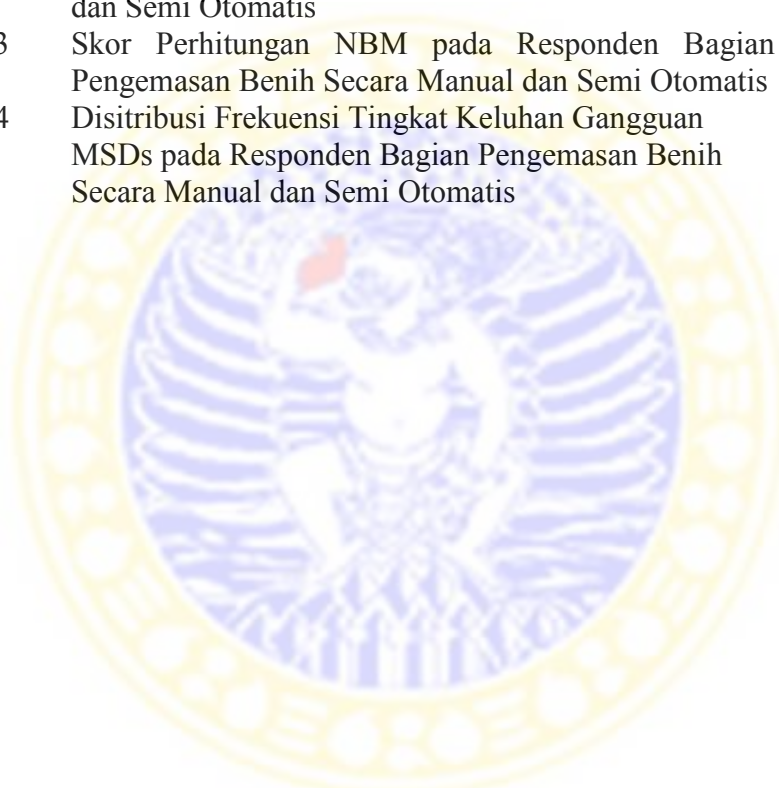 dan Semi Otomatis
3 Skor Perhitungan NBM pada Responden Bagian
Pengemasan Benih Secara Manual dan Semi Otomatis
4 Disitribusi Frekuensi Tingkat Keluhan Gangguan
MSDs pada Responden Bagian Pengemasan Benih
Secara Manual dan Semi Otomatis